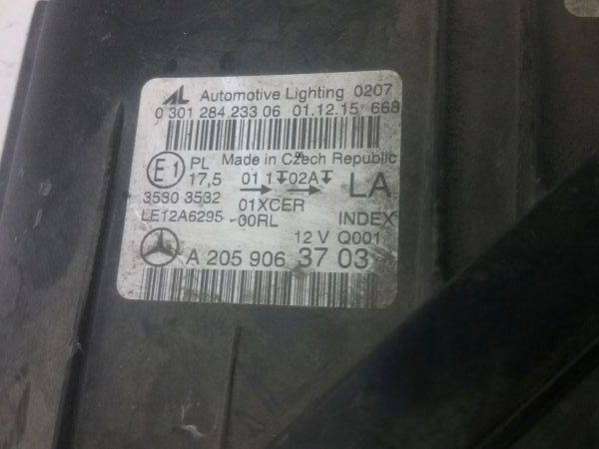 AL Automotive Lighting 0207
0 301 284 233 06 01.12.15 668
Made in Czech Republic
E1 PL 17,5 01 1 02A LA
3590 3532 01XCER
LE12A6295 -00RL INDEX
12 V Q001
A 205 906 37 03